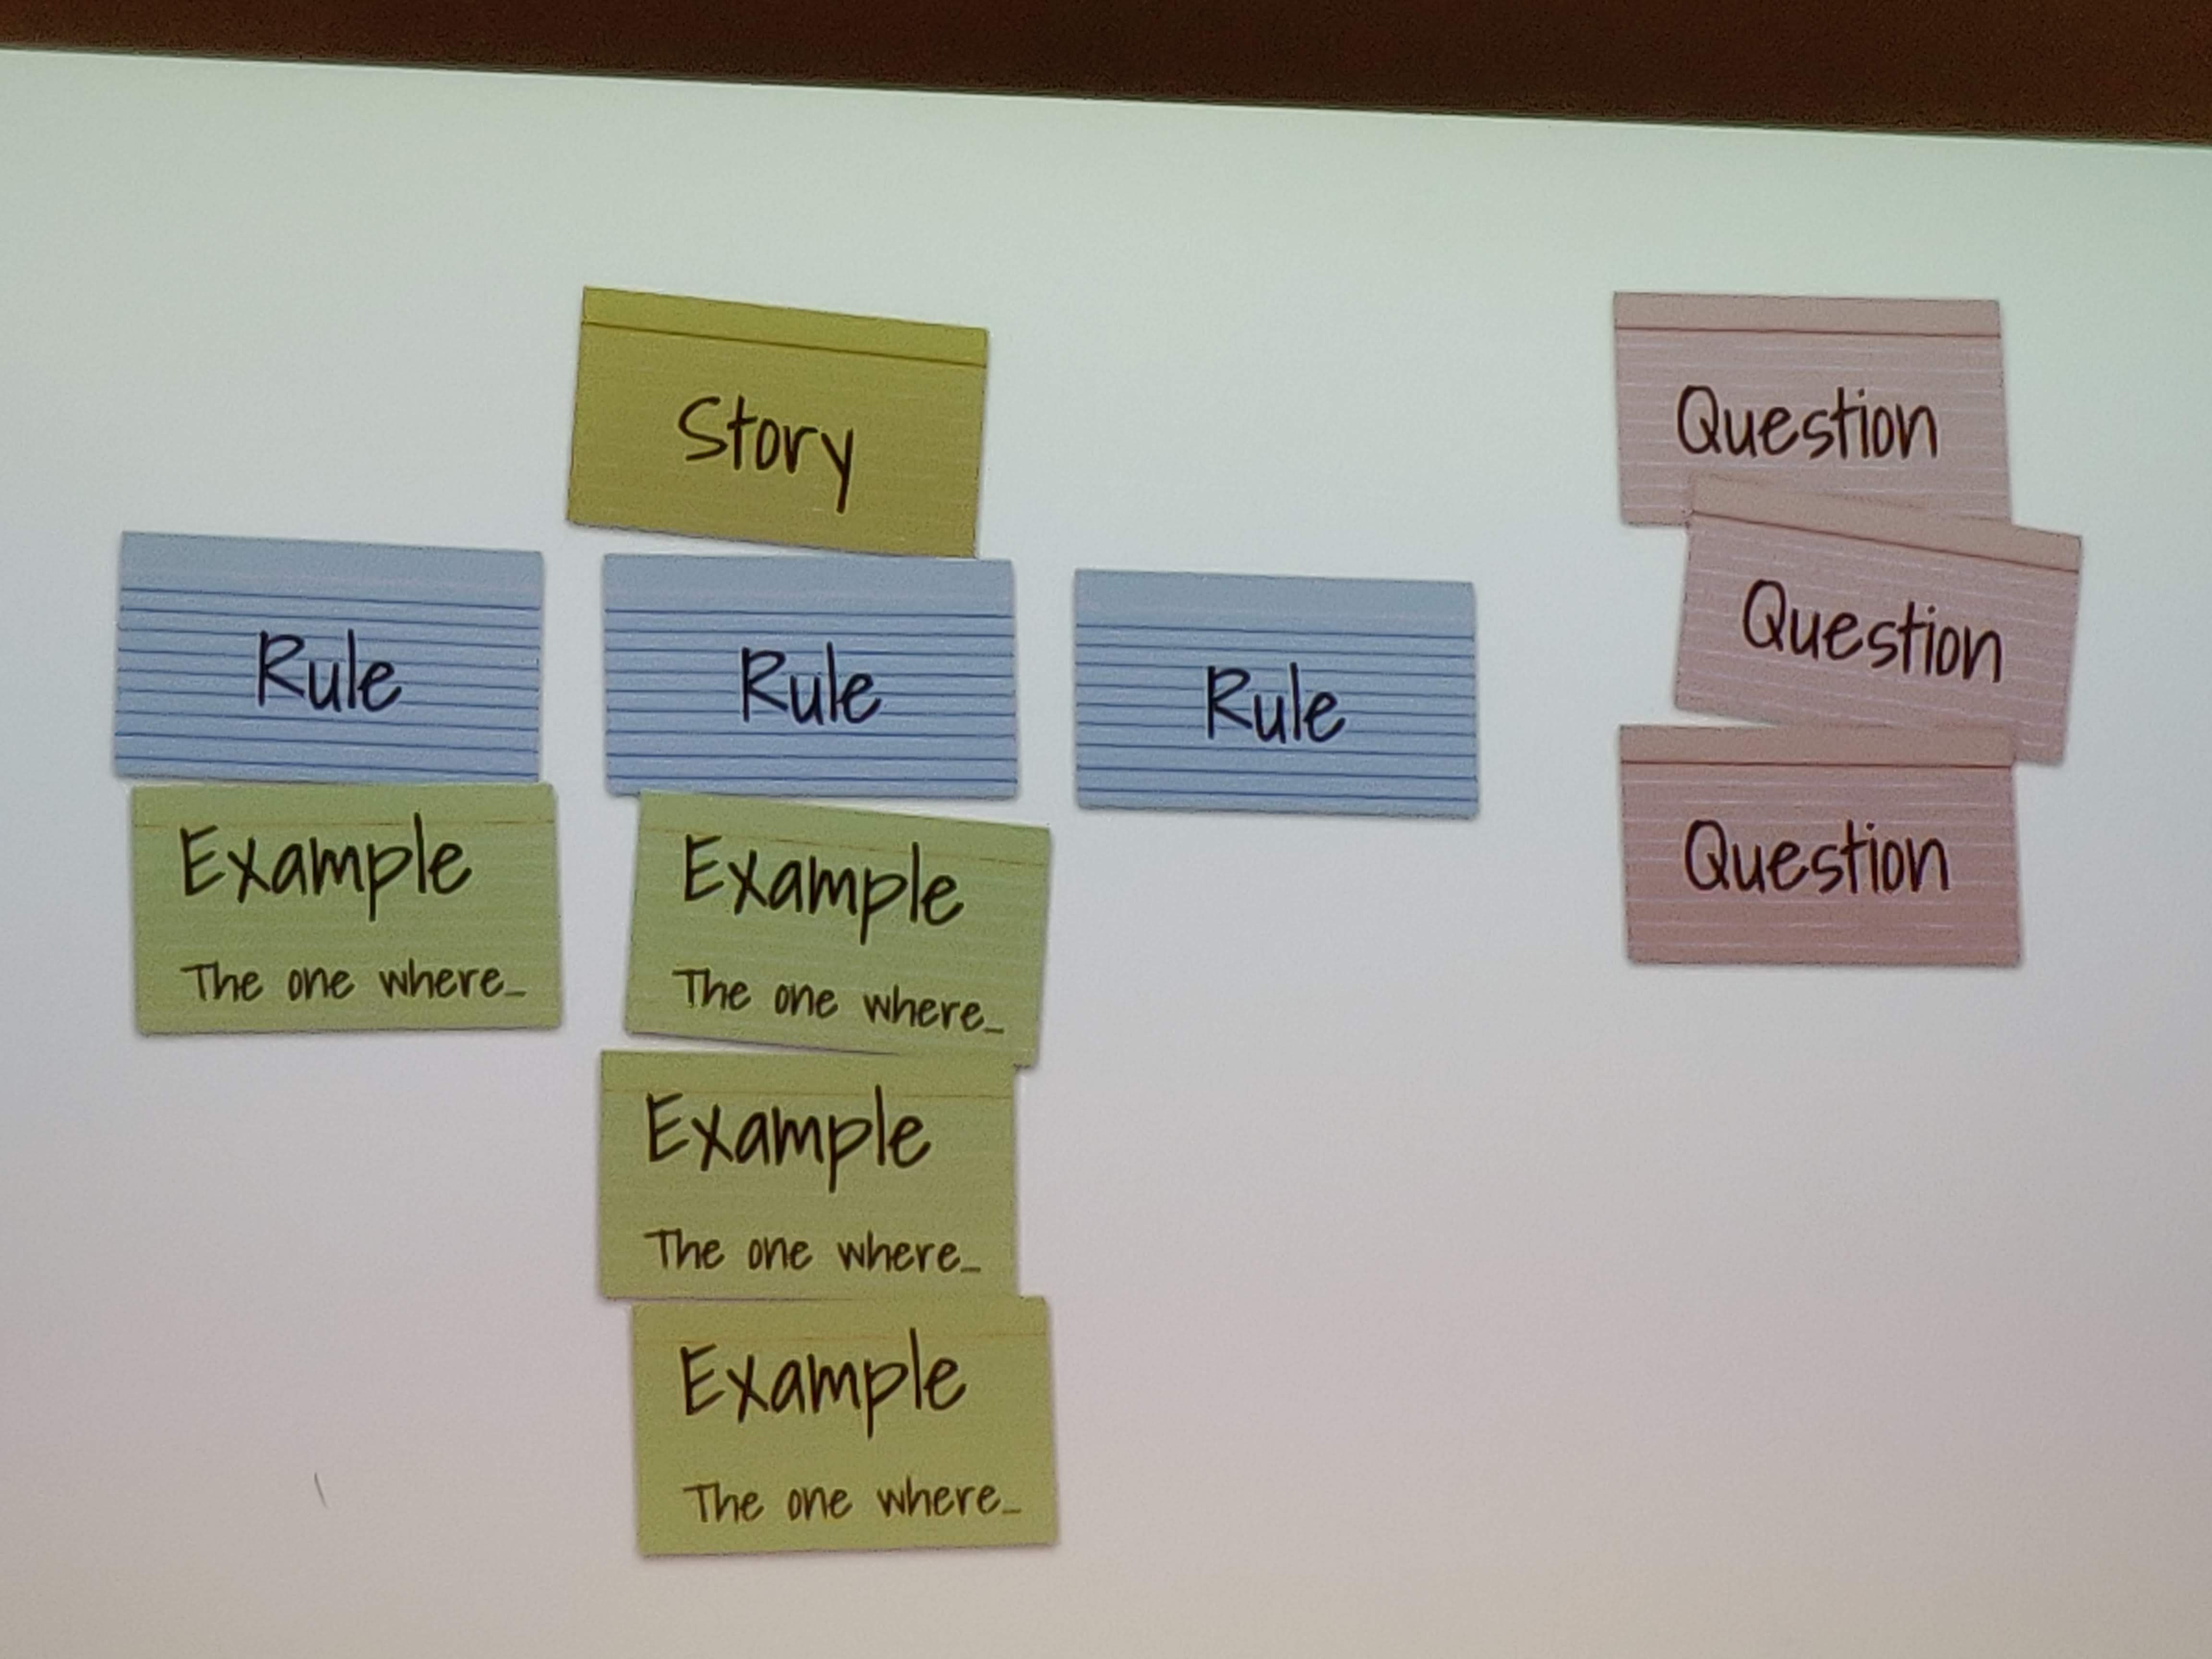 Story
Rule
Rule
Rule
Example
The one where_
Example
The one where_
Example
The one where_
Example
The one where_
Question
Question
Question